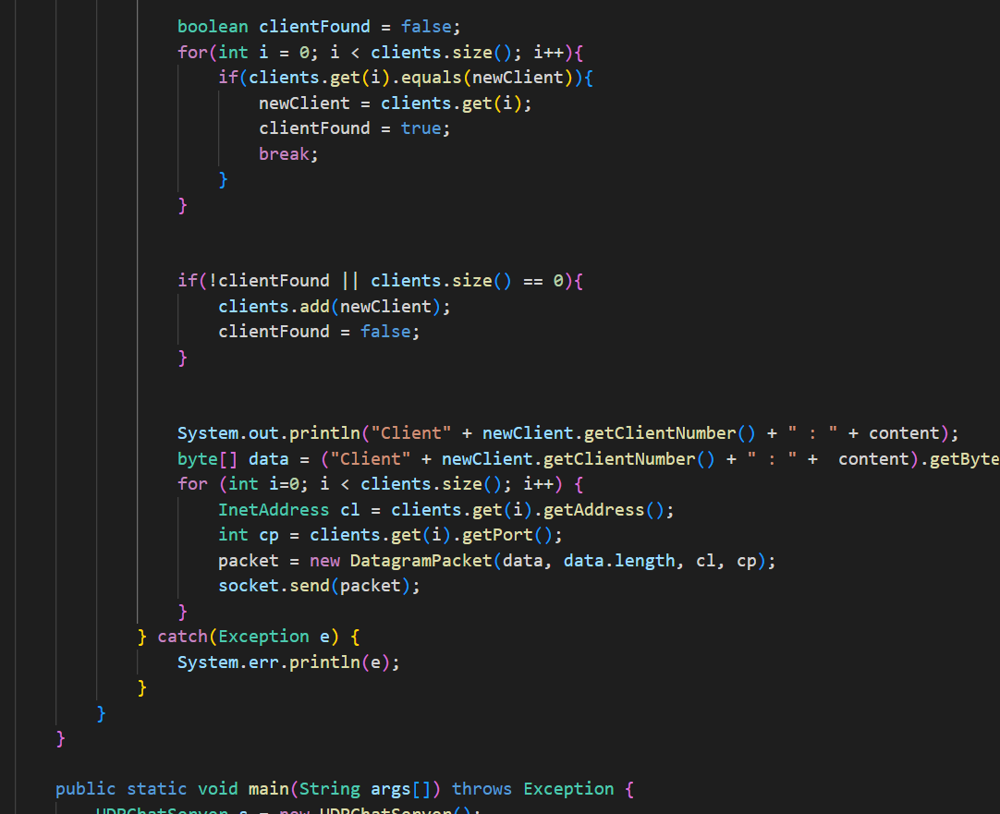 boolean clientFound = false;
for(int i = 0; i < clients.size(); i++){
if(clients.get(i).equals(newClient)){
newClient = clients.get(i);
clientFound = true;
break;
}
}
if(!clientFound || clients.size() == 0){
clients.add(newClient);
clientFound = false;
}
System.out.println("Client" + newClient.getClientNumber() + " : " + content);
byte[] data = ("Client" + newClient.getClientNumber() + " : " +  content).getByte
for (int i=0; i < clients.size(); i++) {
InetAddress cl = clients.get(i).getAddress();
int cp = clients.get(i).getPort();
packet = new DatagramPacket(data, data.length, cl, cp);
socket.send(packet);
}
} catch(Exception e) {
System.err.println(e);
}
}
}
public static void main(String args[]) throws Exception {
UDPChatServer s = new UDPChatServer();